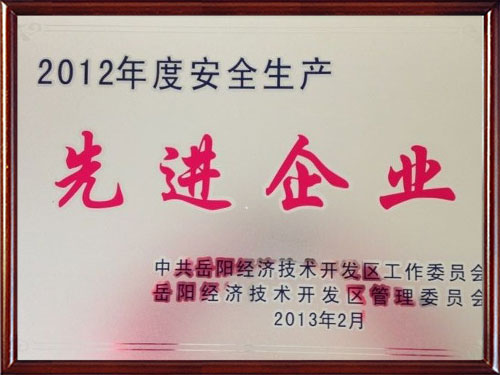 2012年度安全生产
先进企业
中共岳阳经济技术开发区工作委员会
岳阳经济技术开发区管理委员会
2013年2月